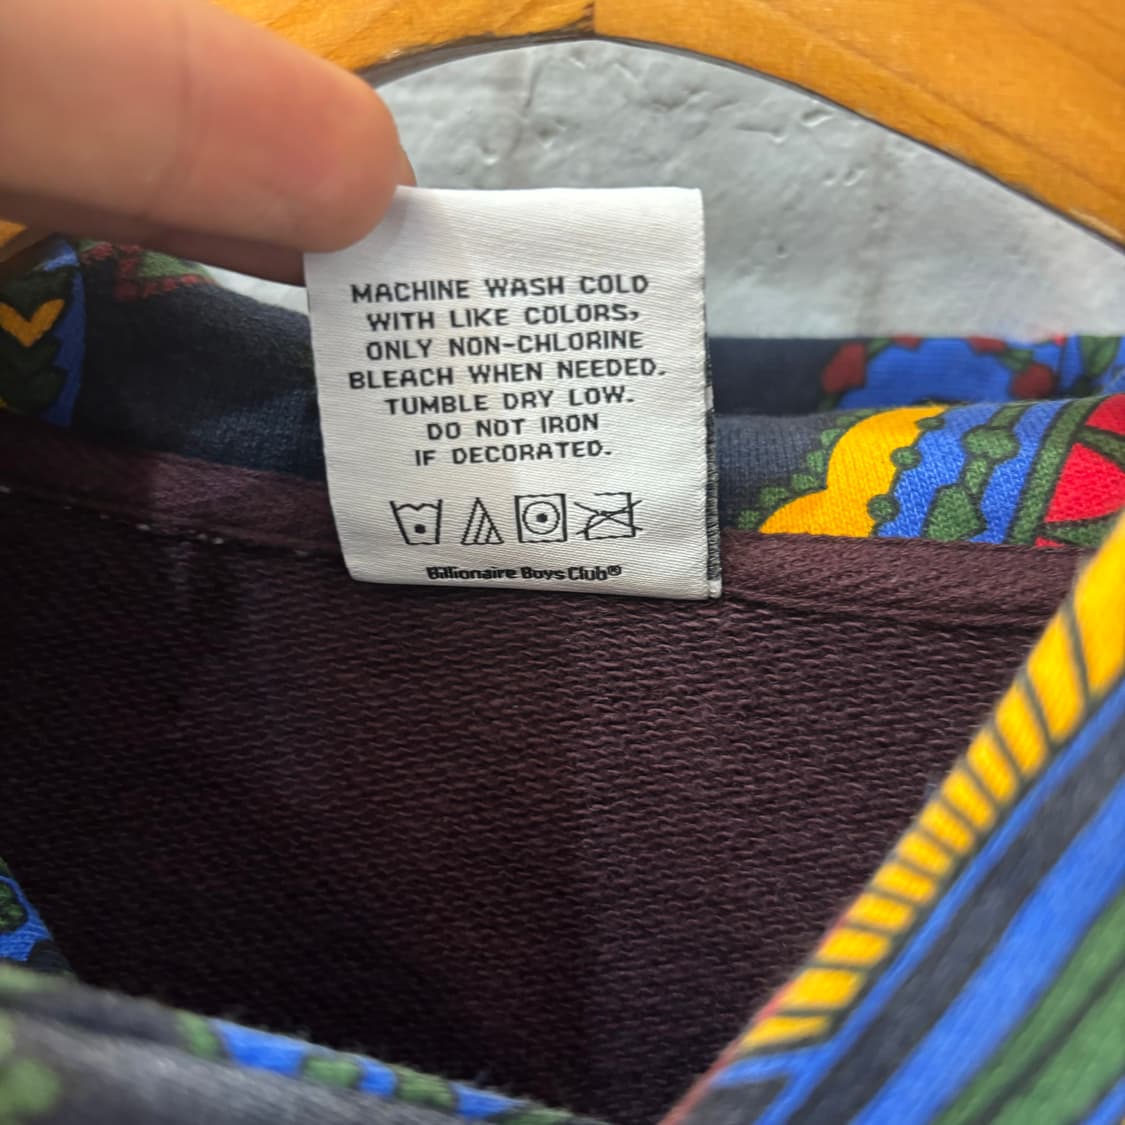 MACHINE WASH COLD
WITH LIKE COLORS,
ONLY NON-CHLORINE
BLEACH WHEN NEEDED.
TUMBLE DRY LOW.
DO NOT IRON
IF DECORATED.
Billionaire Boys Club®